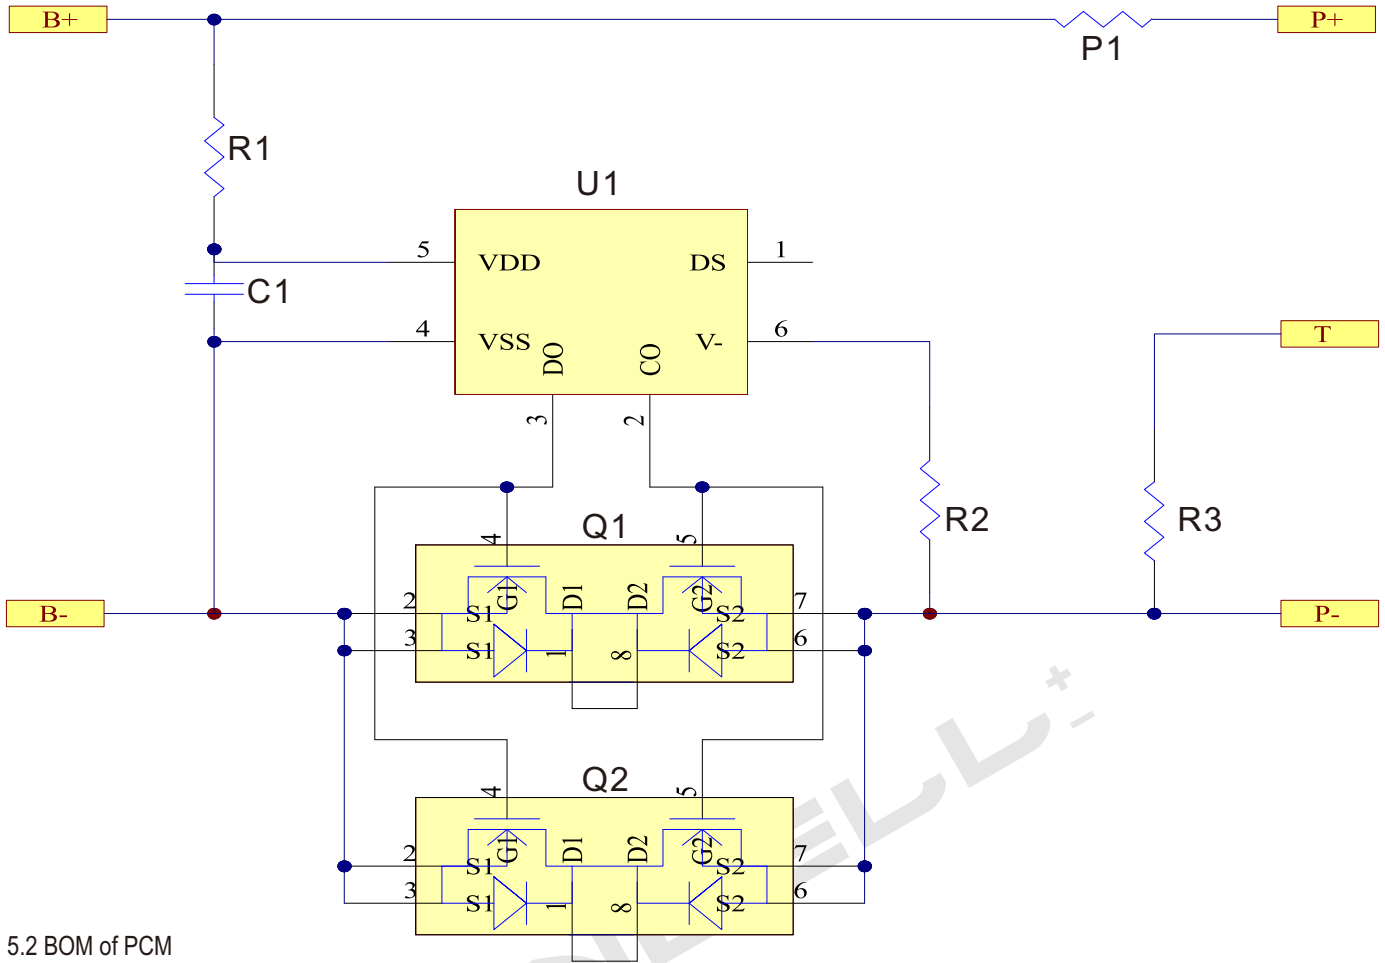 B+
P+
P1
R1
U1
5
VDD
DS
1
C1
4
VSS
DO
CO
V-
6
T
3
2
R2
R3
Q1
4
5
B-
2
S1
G1
D1
D2
G2
S2
7
P-
3
S1
1
8
S2
6
Q2
4
5
2
S1
G1
D1
D2
G2
S2
7
3
S1
1
8
S2
6
5.2 BOM of PCM